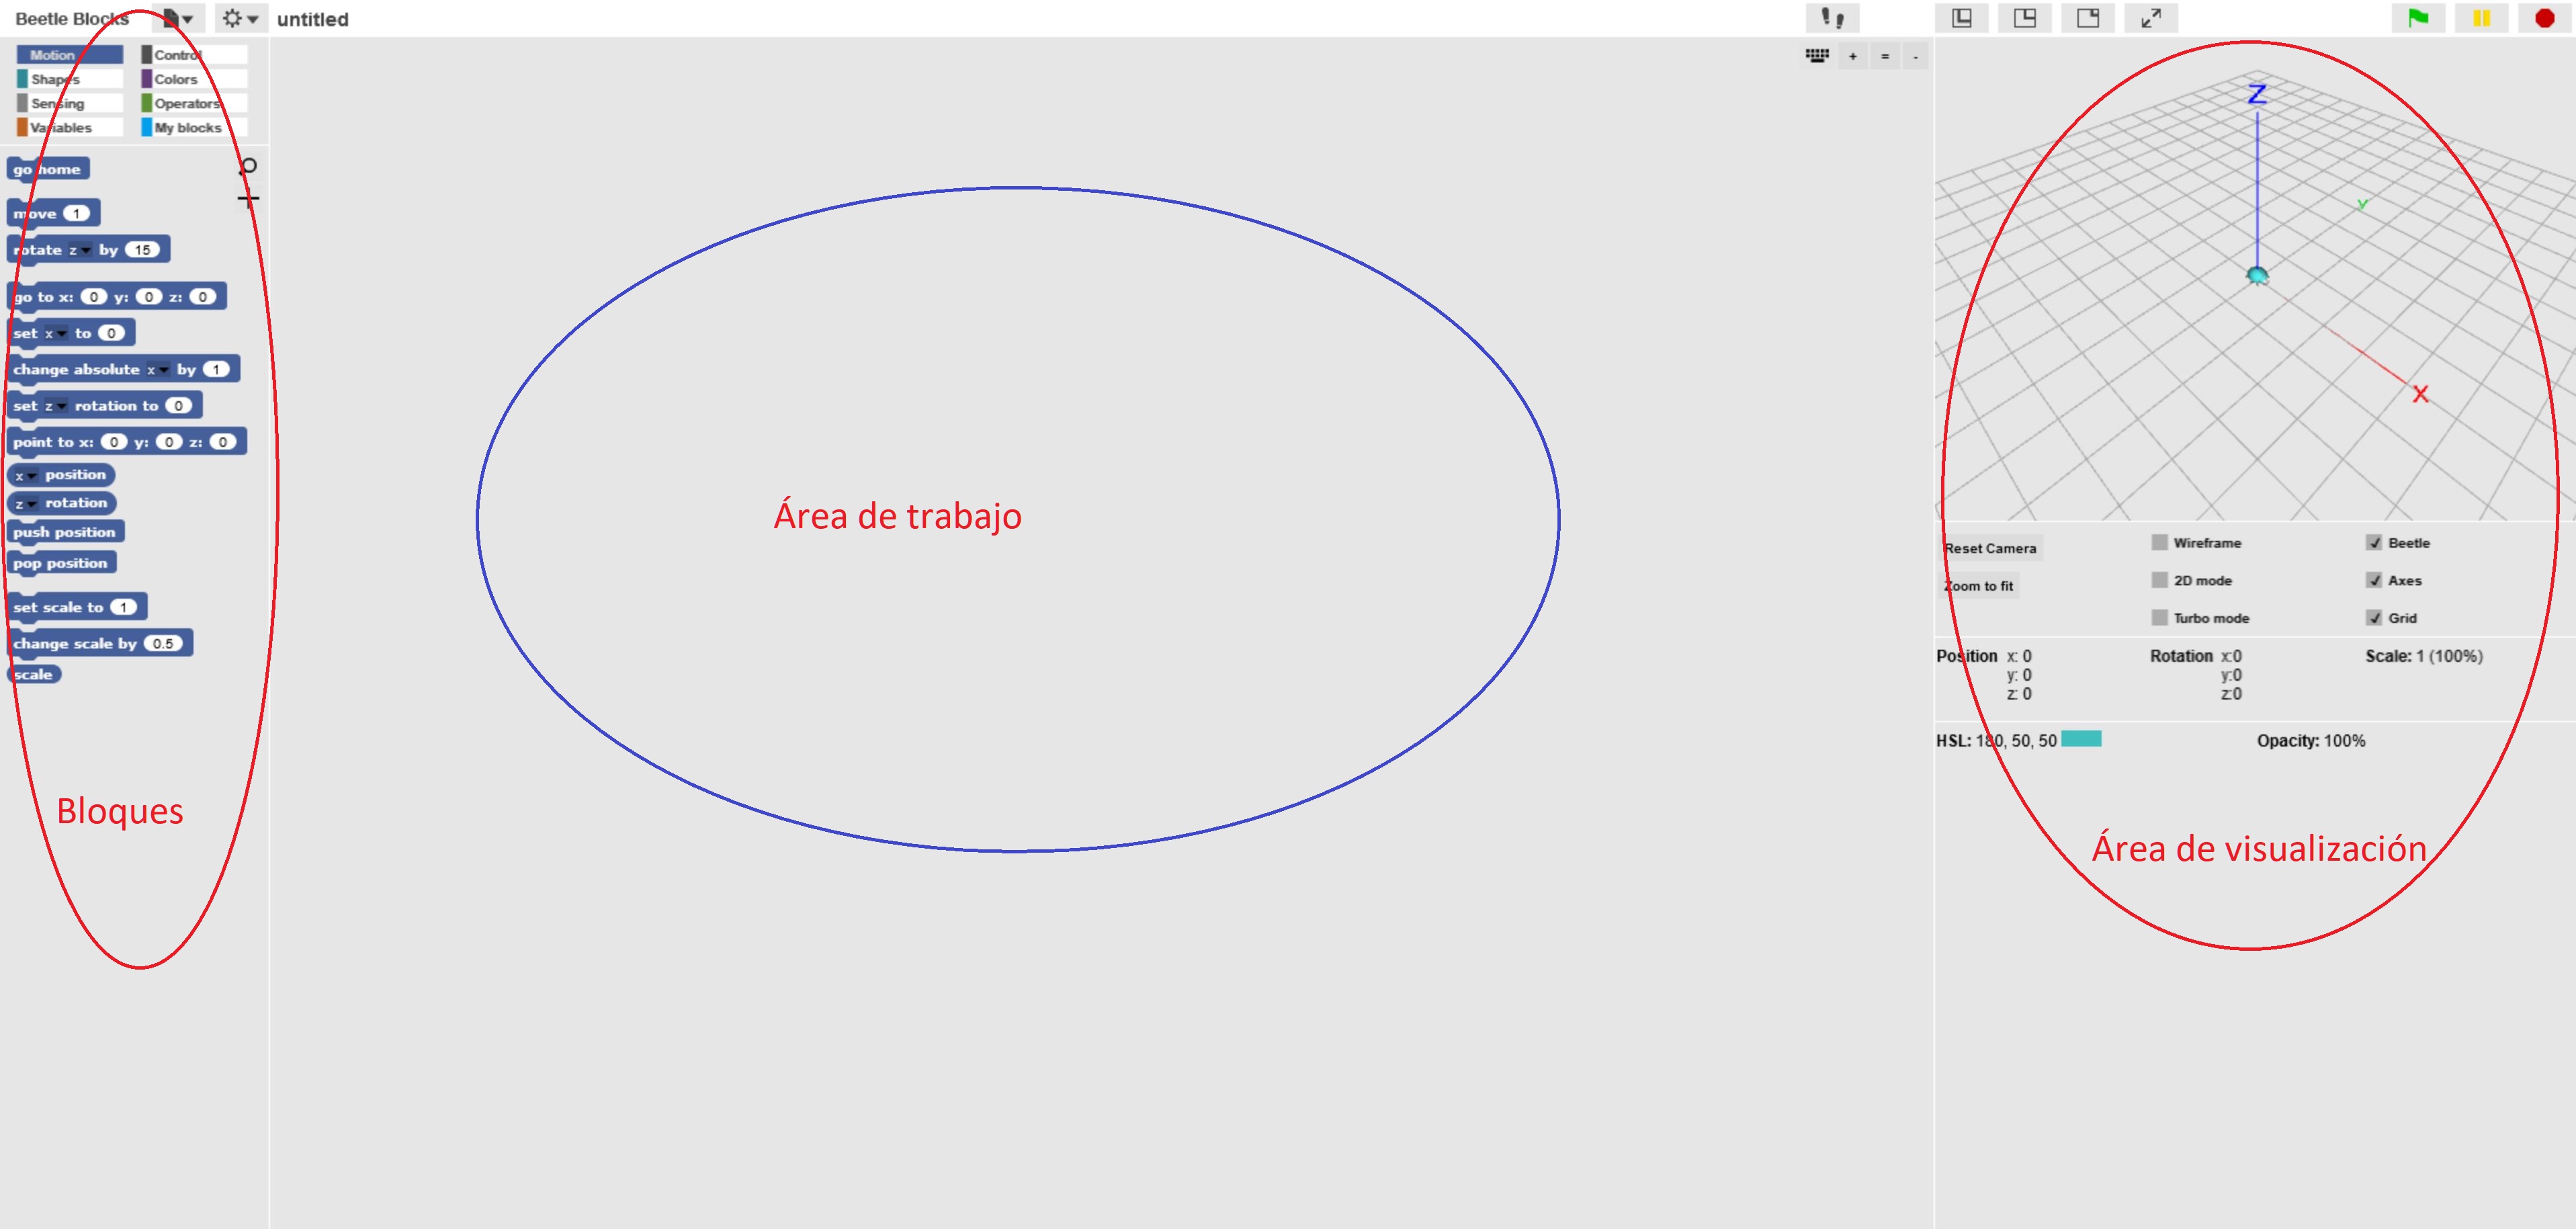 Beetle Blocks
untitled
Motion
Control
Shapes
Colors
Sensing
Operators
Variables
My blocks
go home
move 1
rotate z by 15
go to x: 0 y: 0 z: 0
set x to 0
change absolute x by 1
set z rotation to 0
point to x: 0 y: 0 z: 0
x position
z rotation
push position
pop position
set scale to 1
change scale by 0.5
scale
Bloques
+ = -
Área de trabajo
Z
Y
X
Reset Camera
Wireframe
Beetle
Zoom to fit
2D mode
Axes
Turbo mode
Grid
Position x: 0
y: 0
z: 0
Rotation x:0
y:0
z:0
Scale: 1 (100%)
HSL: 180, 50, 50
Opacity: 100%
Área de visualización